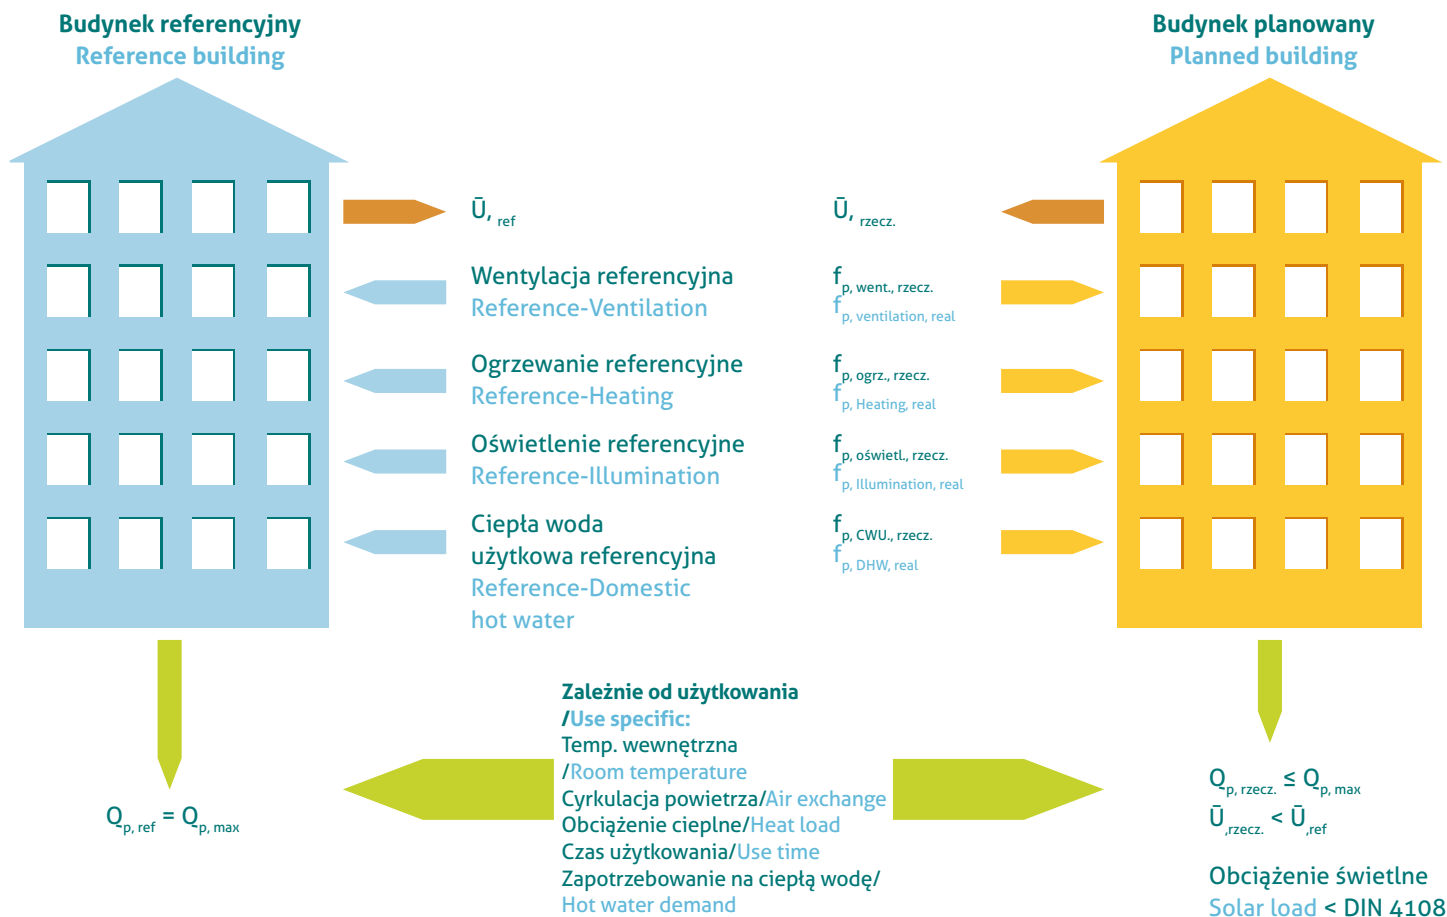 Budynek referencyjny
Reference building
Budynek planowany
Planned building
Ū, ref
Ū, rzecz.
Wentylacja referencyjna
Reference-Ventilation
f p, went., rzecz.
f p, ventilation, real
Ogrzewanie referencyjne
Reference-Heating
f p, ogrz., rzecz.
f p, Heating, real
Oświetlenie referencyjne
Reference-Illumination
f p, oświetl., rzecz.
f p, Illumination, real
Ciepła woda
użytkowa referencyjna
Reference-Domestic
hot water
f p, CWU., rzecz.
f p, DHW, real
Q p, ref = Q p, max
Zależnie od użytkowania
/Use specific:
Temp. wewnętrzna
/Room temperature
Cyrkulacja powietrza/Air exchange
Obciążenie cieplne/Heat load
Czas użytkowania/Use time
Zapotrzebowanie na ciepłą wodę/
Hot water demand
Q p, rzecz. ≤ Q p, max
Ū ,rzecz. < Ū ,ref
Obciążenie świetlne
Solar load < DIN 4108